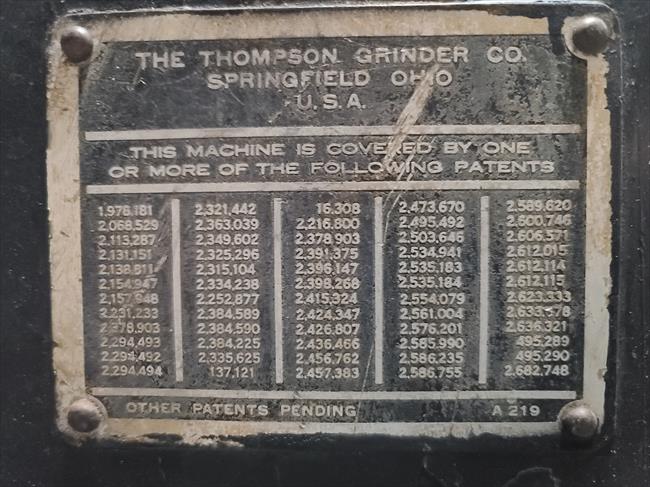 THE THOMPSON GRINDER CO.
SPRINGFIELD OHIO
U.S.A.
THIS MACHINE IS COVERED BY ONE
OR MORE OF THE FOLLOWING PATENTS
1,978,181 2,321,442 16,308 2,473,670 2,589,620
2,068,529 2,363,039 2,216,800 2,495,492 2,600,746
2,113,287 2,349,602 2,378,903 2,503,646 2,606,571
2,131,151 2,325,296 2,391,375 2,534,941 2,612,015
2,138,811 2,315,104 2,396,147 2,535,183 2,612,114
2,154,947 2,334,238 2,398,268 2,535,184 2,612,115
2,157,948 2,252,877 2,415,324 2,554,079 2,623,333
2,231,233 2,384,589 2,424,347 2,561,004
2,378,903 2,384,590 2,426,807 2,576,201 2,636,321
2,294,493 2,384,225 2,436,466 2,585,990 495,289
2,294,492 2,335,625 2,456,762 2,586,235 495,290
2,294,494 137,121 2,457,383 2,586,755 2,682,748
OTHER PATENTS PENDING A 219